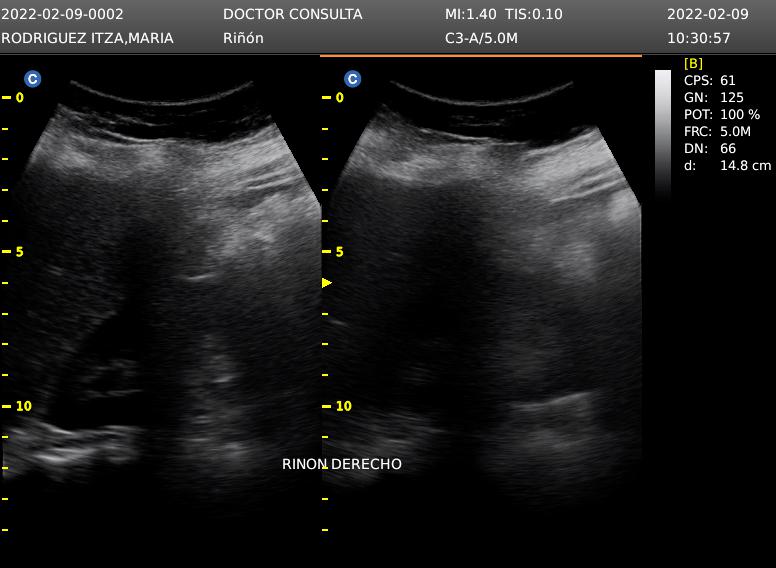 2022-02-09-0002 DOCTOR CONSULTA MI:1.40 TIS:0.10 2022-02-09
RODRIGUEZ ITZA,MARIA Riñón C3-A/5.0M 10:30:57
[B]
CPS: 61
GN: 125
POT: 100 %
FRC: 5.0M
DN: 66
d: 14.8 cm
C C
0 0
5 5
10 10
RINON DERECHO